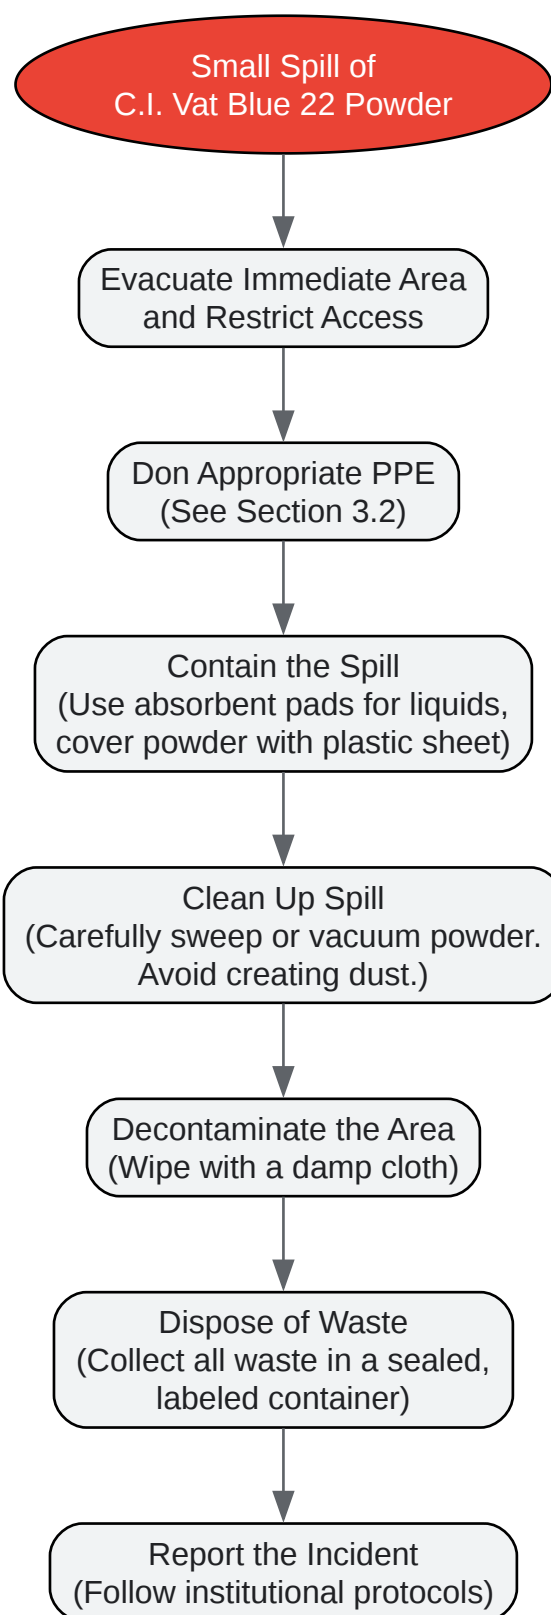 Small Spill of
C.I. Vat Blue 22 Powder
Evacuate Immediate Area
and Restrict Access
Don Appropriate PPE
(See Section 3.2)
Contain the Spill
(Use absorbent pads for liquids,
cover powder with plastic sheet)
Clean Up Spill
(Carefully sweep or vacuum powder.
Avoid creating dust.)
Decontaminate the Area
(Wipe with a damp cloth)
Dispose of Waste
(Collect all waste in a sealed,
labeled container)
Report the Incident
(Follow institutional protocols)